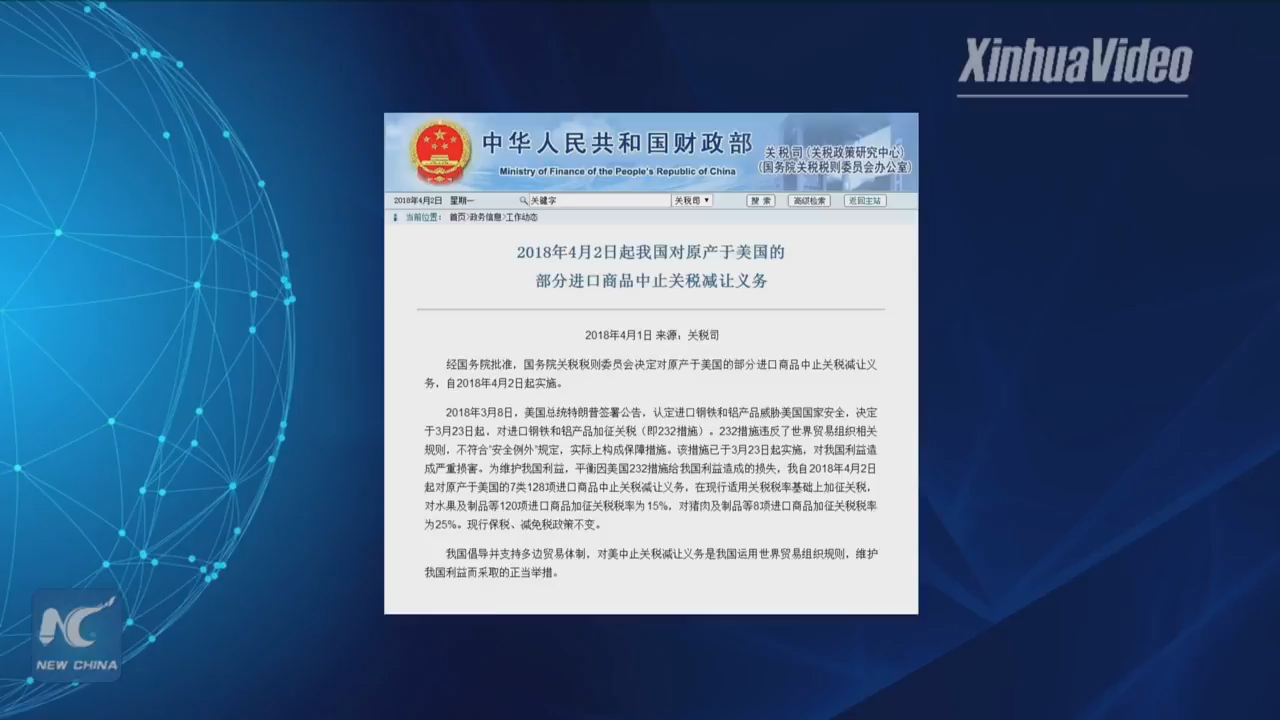 XinhuaVideo
中华人民共和国财政部
Ministry of Finance of the People's Republic of China
关税司(关税政策研究中心)
(国务院关税税则委员会办公室)
2018年4月2日 星期一
关键字
关税司
搜 索
高级检索
返回主站
当前位置: 首页>政务信息>工作动态
2018年4月2日起我国对原产于美国的
部分进口商品中止关税减让义务
2018年4月1日 来源:关税司
经国务院批准,国务院关税税则委员会决定对原产于美国的部分进口商品中止关税减让义
务,自2018年4月2日起实施。
2018年3月8日,美国总统特朗普签署公告,认定进口钢铁和铝产品威胁美国国家安全,决定
于3月23日起,对进口钢铁和铝产品加征关税(即232措施)。232措施违反了世界贸易组织相关
规则,不符合"安全例外"规定,实际上构成保障措施。该措施已于3月23日起实施,对我国利益造
成严重损害。为维护我国利益,平衡因美国232措施给我国利益造成的损失,我自2018年4月2日
起对原产于美国的7类128项进口商品中止关税减让义务,在现行适用关税税率基础上加征关税,
对水果及制品等120项进口商品加征关税税率为15%,对猪肉及制品等8项进口商品加征关税税率
为25%。现行保税、减免税政策不变。
我国倡导并支持多边贸易体制,对美中止关税减让义务是我国运用世界贸易组织规则,维护
我国利益而采取的正当举措。
NC
NEW CHINA